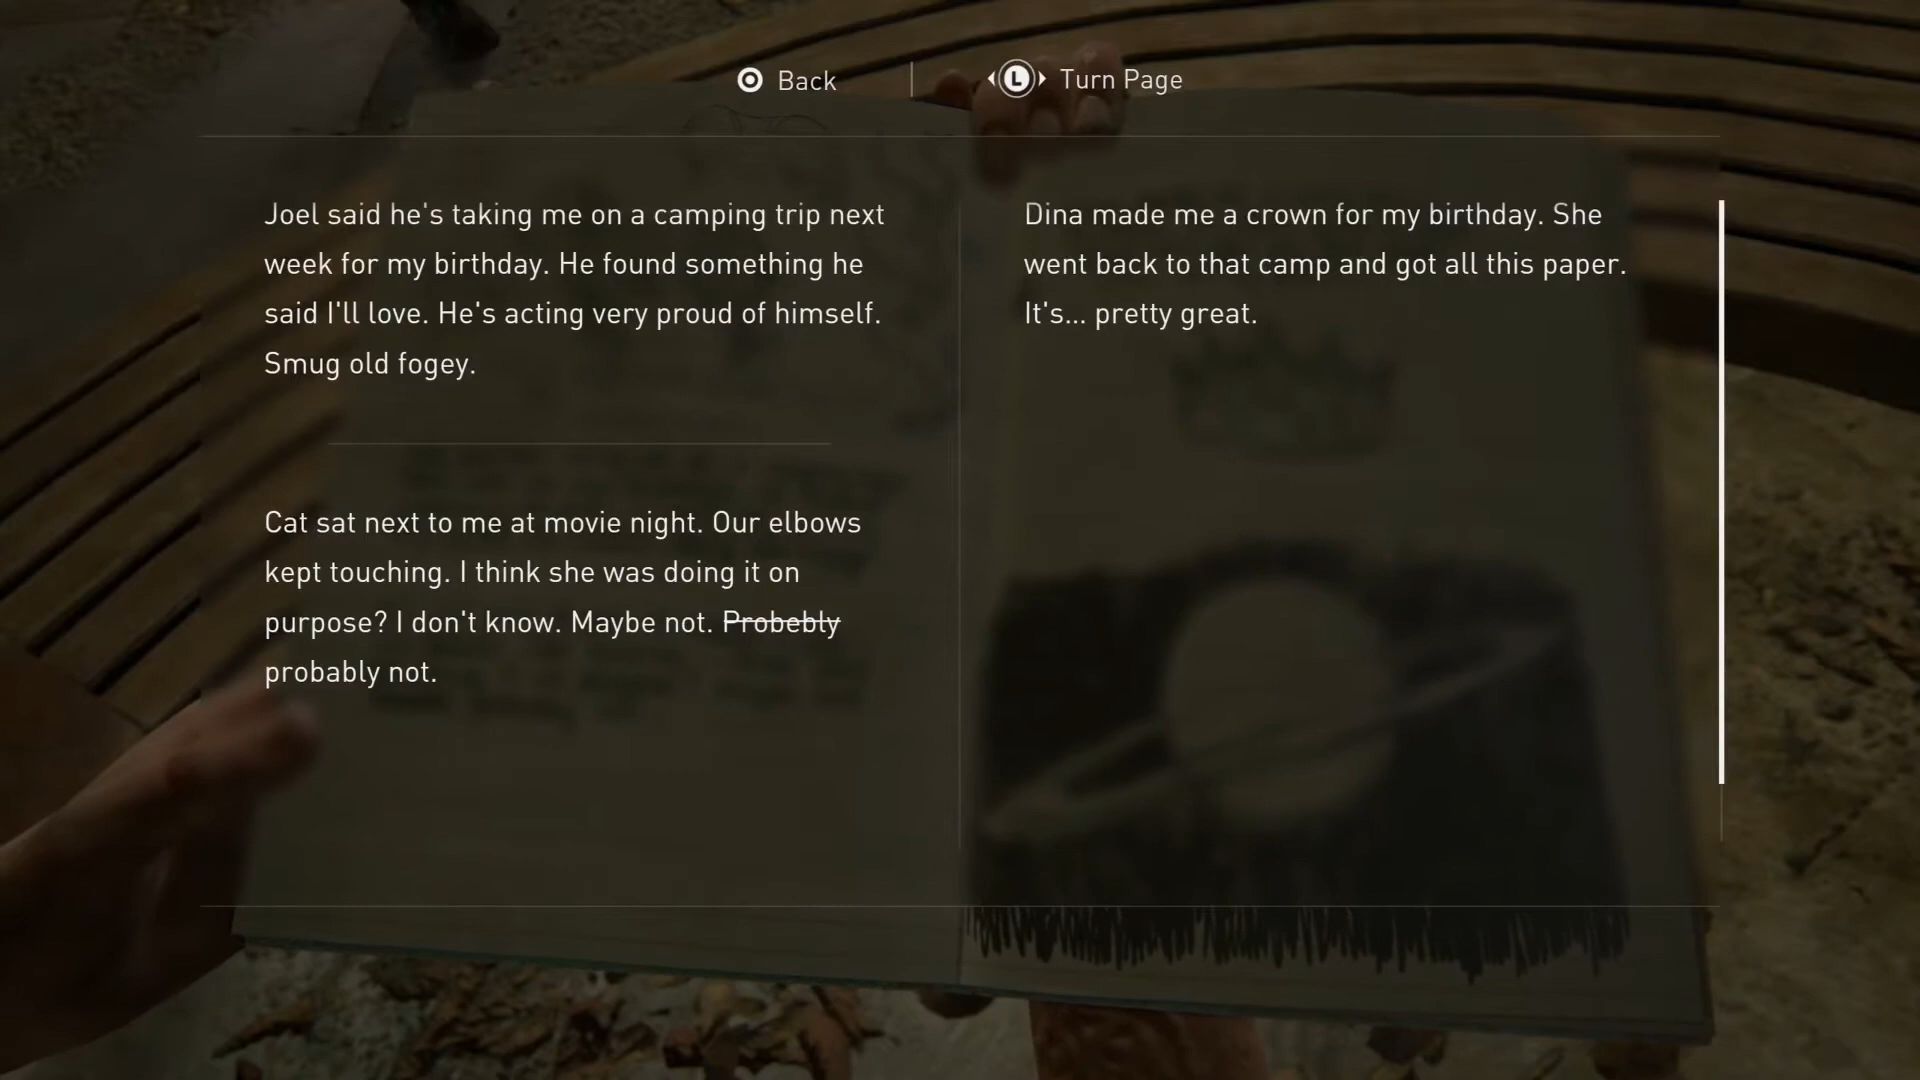 Back
L Turn Page
Joel said he's taking me on a camping trip next
week for my birthday. He found something he
said I'll love. He's acting very proud of himself.
Smug old fogey.
Cat sat next to me at movie night. Our elbows
kept touching. I think she was doing it on
purpose? I don't know. Maybe not. Probebly
probably not.
Dina made me a crown for my birthday. She
went back to that camp and got all this paper.
It's... pretty great.